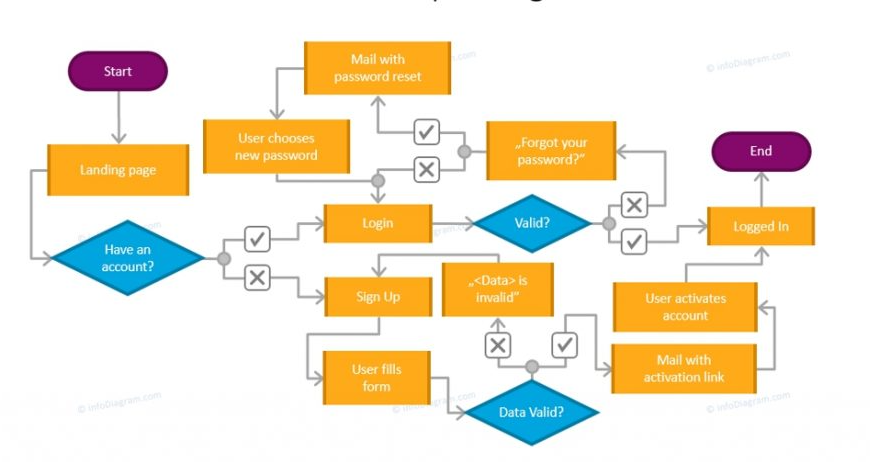 Start
Mail with
password reset
© infoDiagram.com
User chooses
new password
„Forgot your
password?“
End
Landing page
Login
Valid?
Logged In
Have an
account?
Sign Up
„<Data> is
invalid”
User activates
account
User fills
form
Mail with
activation link
Data Valid?
© infoDiagram.com
© infoDiagram.com